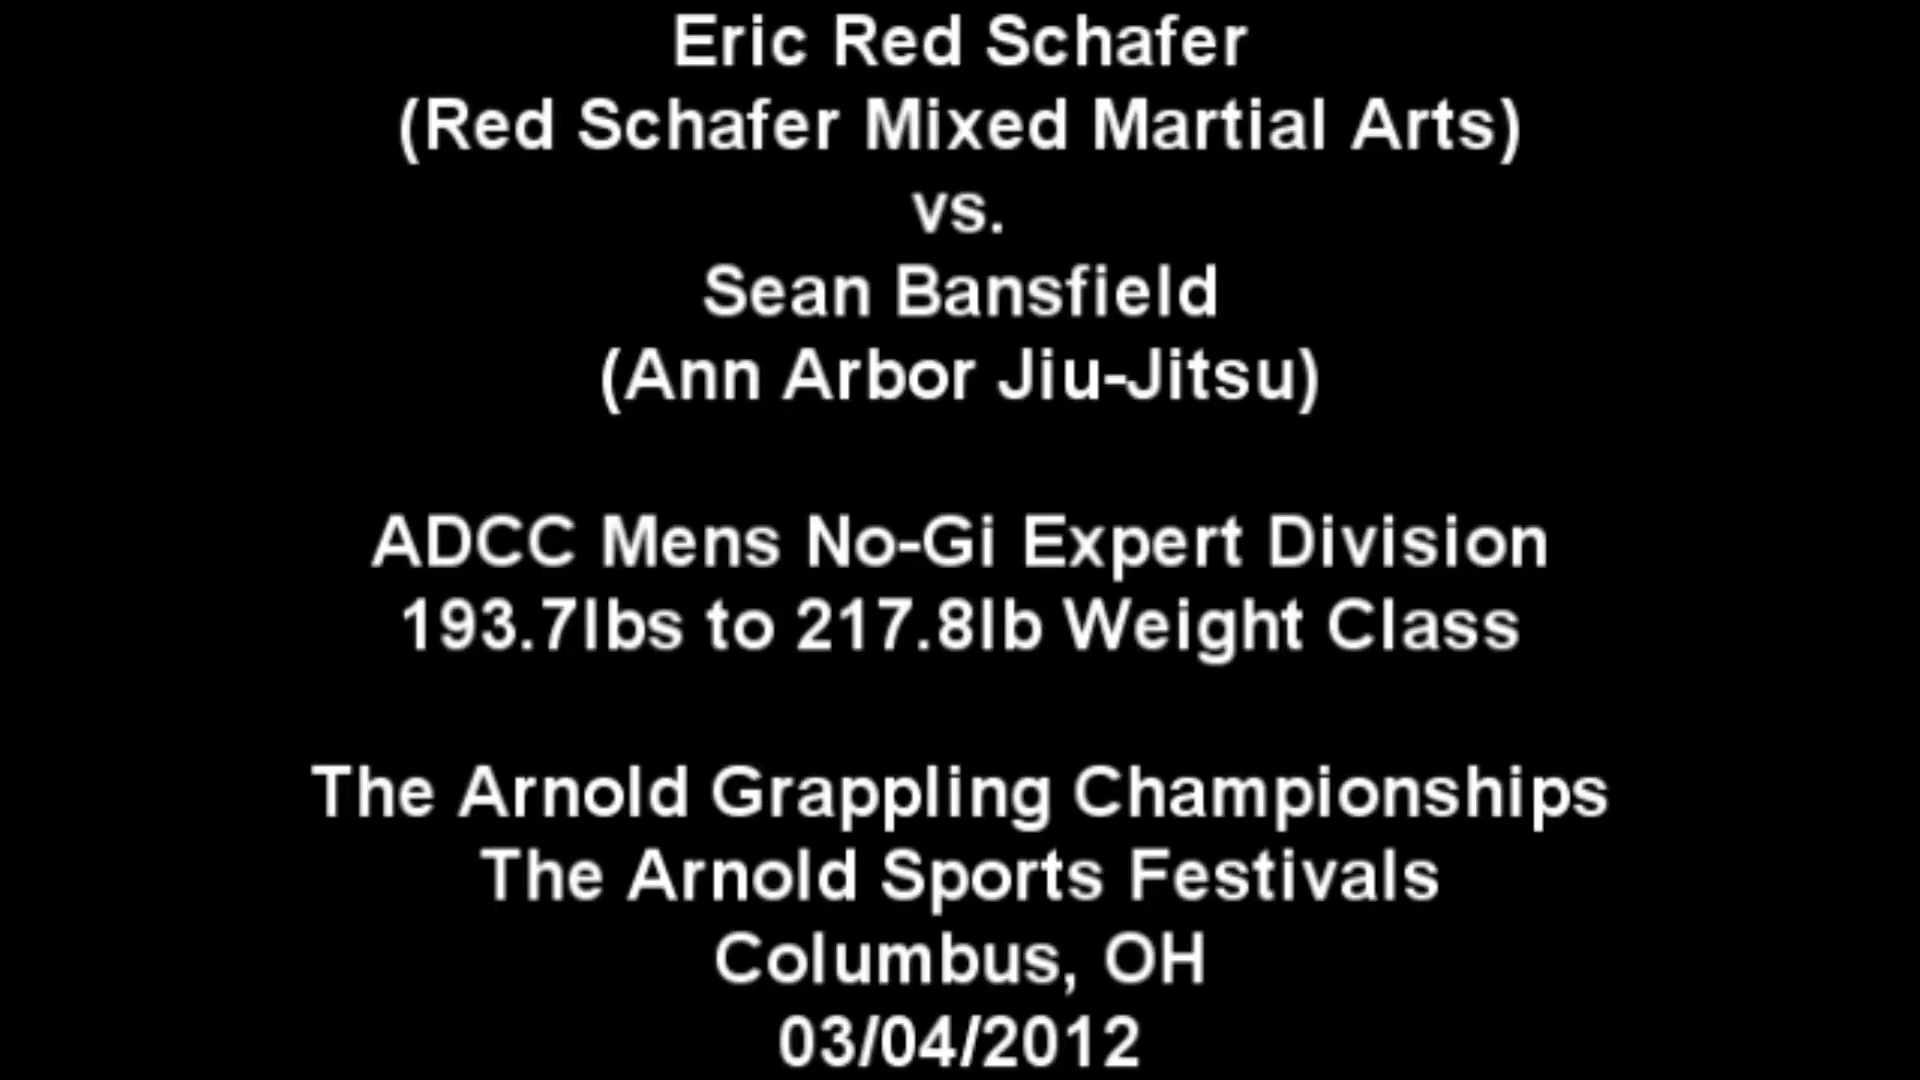 Eric Red Schafer
(Red Schafer Mixed Martial Arts)
vs.
Sean Bansfield
(Ann Arbor Jiu-Jitsu)
ADCC Mens No-Gi Expert Division
193.7lbs to 217.8lb Weight Class
The Arnold Grappling Championships
The Arnold Sports Festivals
Columbus, OH
03/04/2012